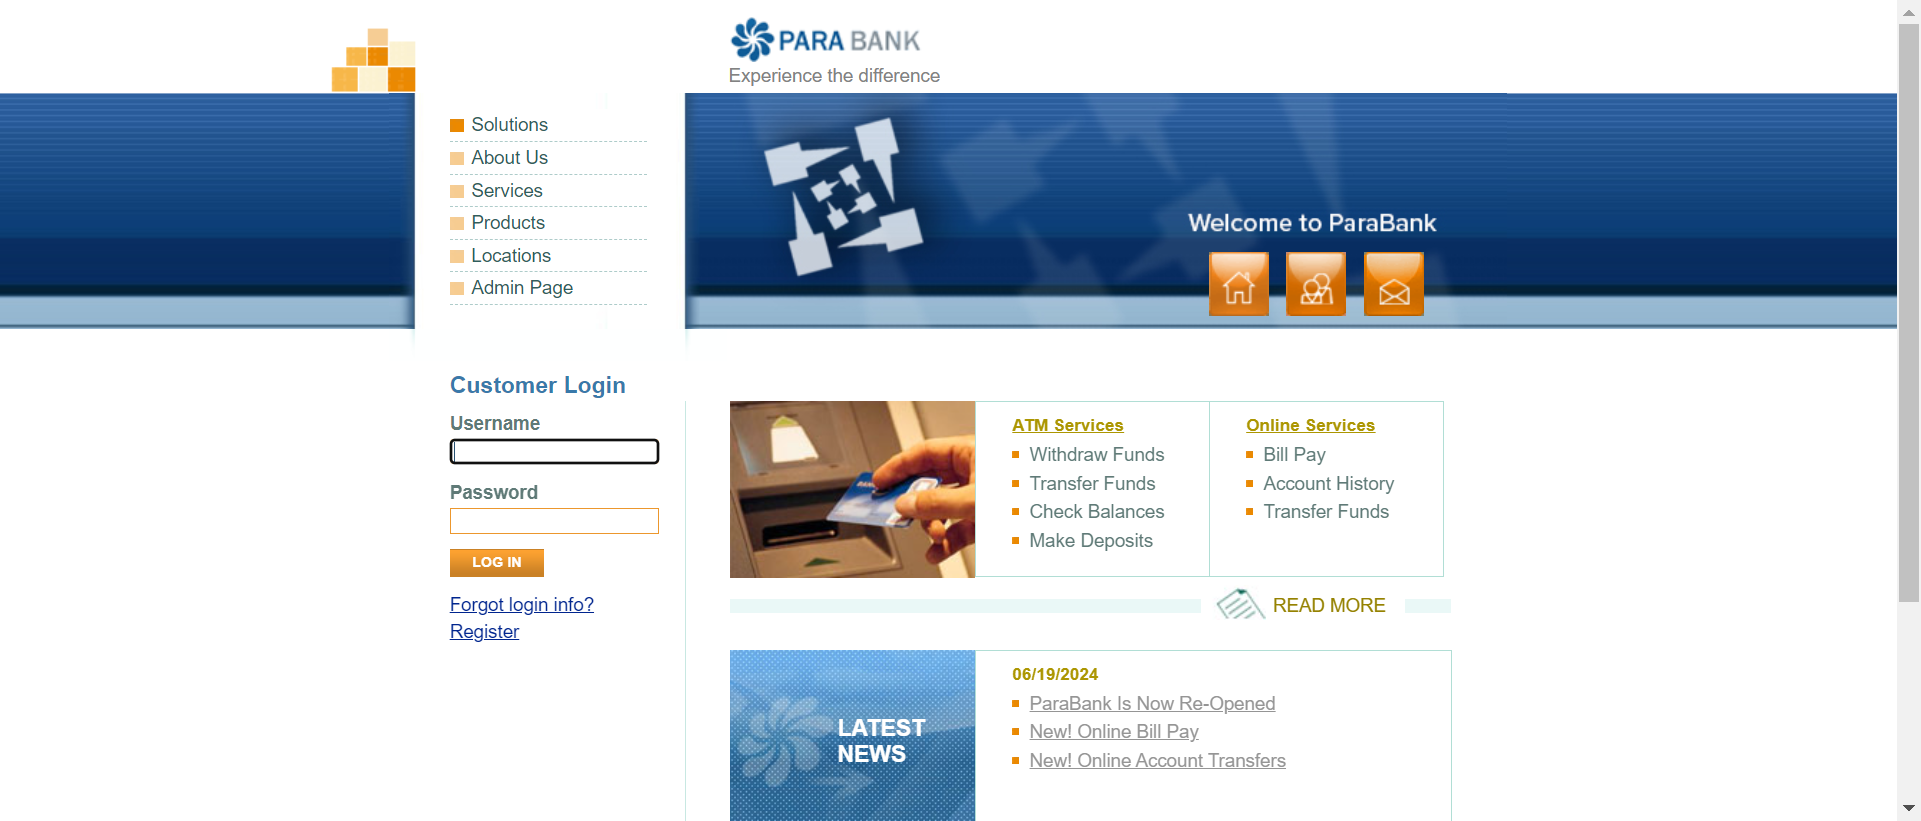 PARA BANK
Experience the difference
Solutions
About Us
Services
Products
Locations
Admin Page
Welcome to ParaBank
Customer Login
Username
Password
LOG IN
Forgot login info?
Register
ATM Services
Withdraw Funds
Transfer Funds
Check Balances
Make Deposits
Online Services
Bill Pay
Account History
Transfer Funds
READ MORE
LATEST
NEWS
06/19/2024
ParaBank Is Now Re-Opened
New! Online Bill Pay
New! Online Account Transfers